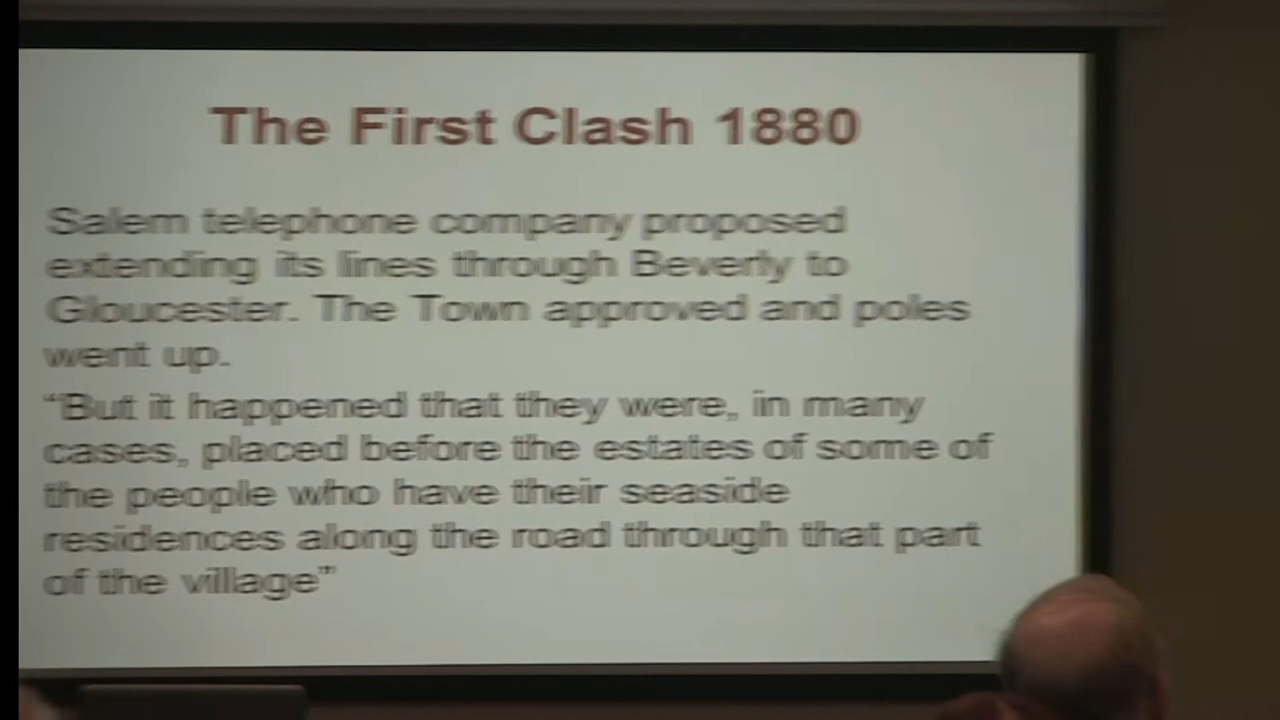 The First Clash 1880
Salem telephone company proposed
extending its lines through Beverly to
Gloucester. The Town approved and poles
went up.
“But it happened that they were, in many
cases, placed before the estates of some of
the people who have their seaside
residences along the road through that part
of the village”